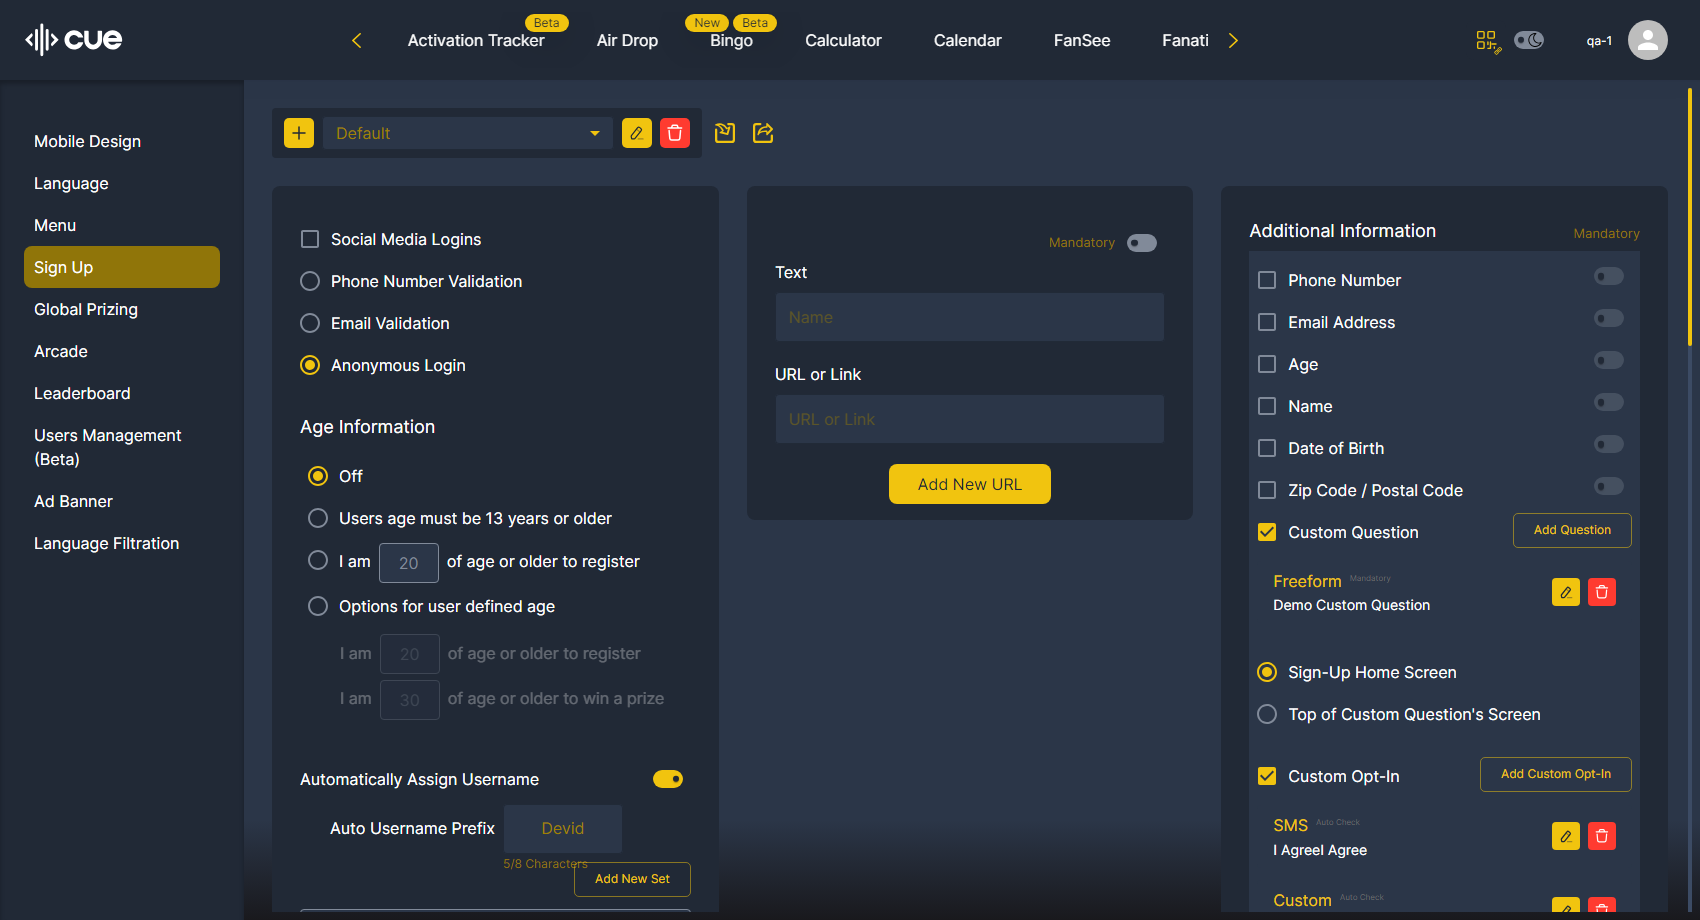 cue
Activation Tracker
Beta
Air Drop
New
Beta
Bingo
Calculator
Calendar
FanSee
Fanati
qa-1
Mobile Design
Language
Menu
Sign Up
Global Prizing
Arcade
Leaderboard
Users Management
(Beta)
Ad Banner
Language Filtration
Default
Social Media Logins
Phone Number Validation
Email Validation
Anonymous Login
Age Information
Off
Users age must be 13 years or older
I am 20 of age or older to register
Options for user defined age
I am 20 of age or older to register
I am 30 of age or older to win a prize
Automatically Assign Username
Auto Username Prefix Devid
5/8 Characters
Add New Set
Mandatory
Text
Name
URL or Link
URL or Link
Add New URL
Additional Information Mandatory
Phone Number
Email Address
Age
Name
Date of Birth
Zip Code / Postal Code
Custom Question Add Question
Freeform Mandatory
Demo Custom Question
Sign-Up Home Screen
Top of Custom Question's Screen
Custom Opt-In Add Custom Opt-In
SMS Auto Check
I AgreeI Agree
Custom Auto Check